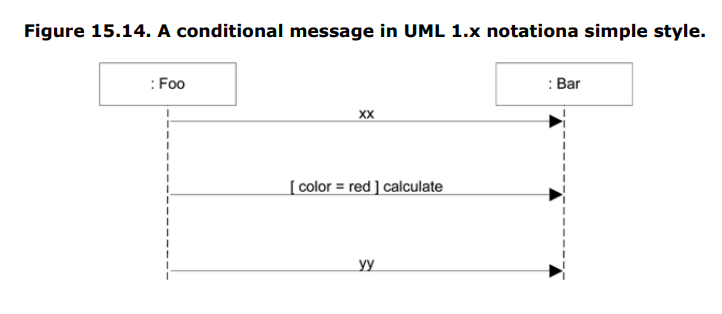 Figure 15.14. A conditional message in UML 1.x notationa simple style.
: Foo
: Bar
xx
[ color = red ] calculate
yy